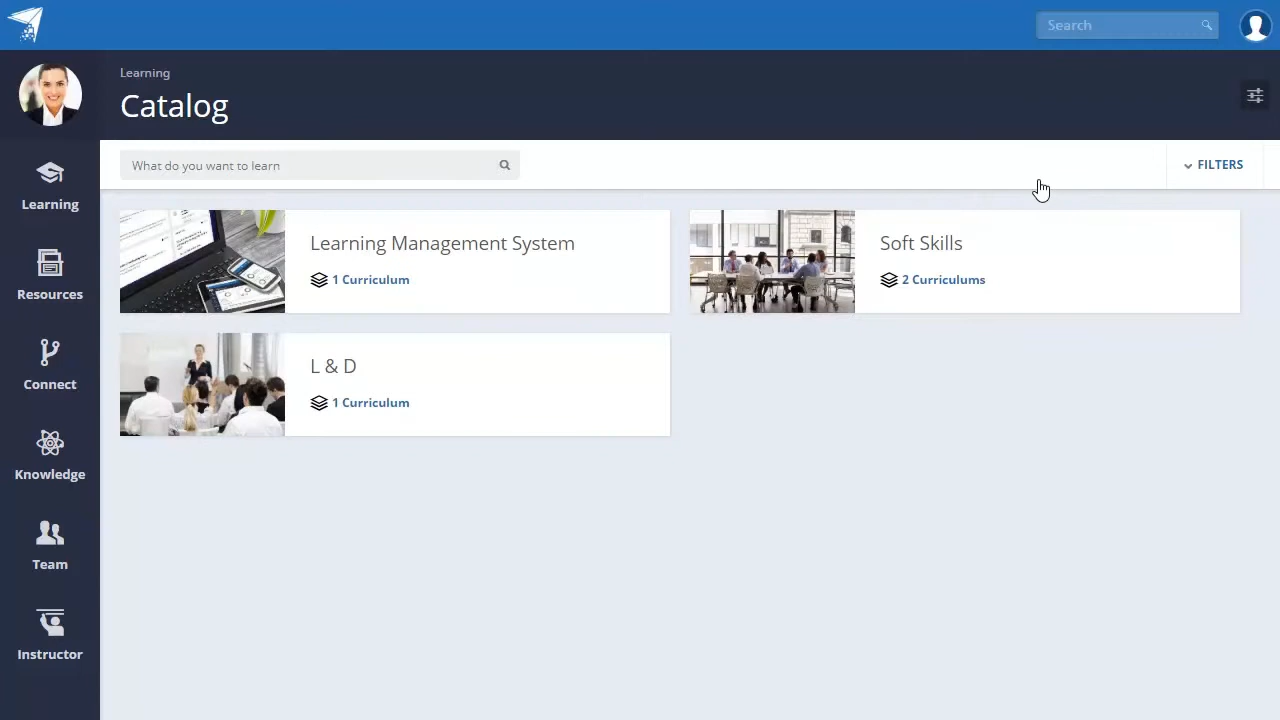 Search
Learning
Catalog
What do you want to learn
FILTERS
Learning
Resources
Connect
Knowledge
Team
Instructor
Learning Management System
1 Curriculum
Soft Skills
2 Curriculums
L & D
1 Curriculum